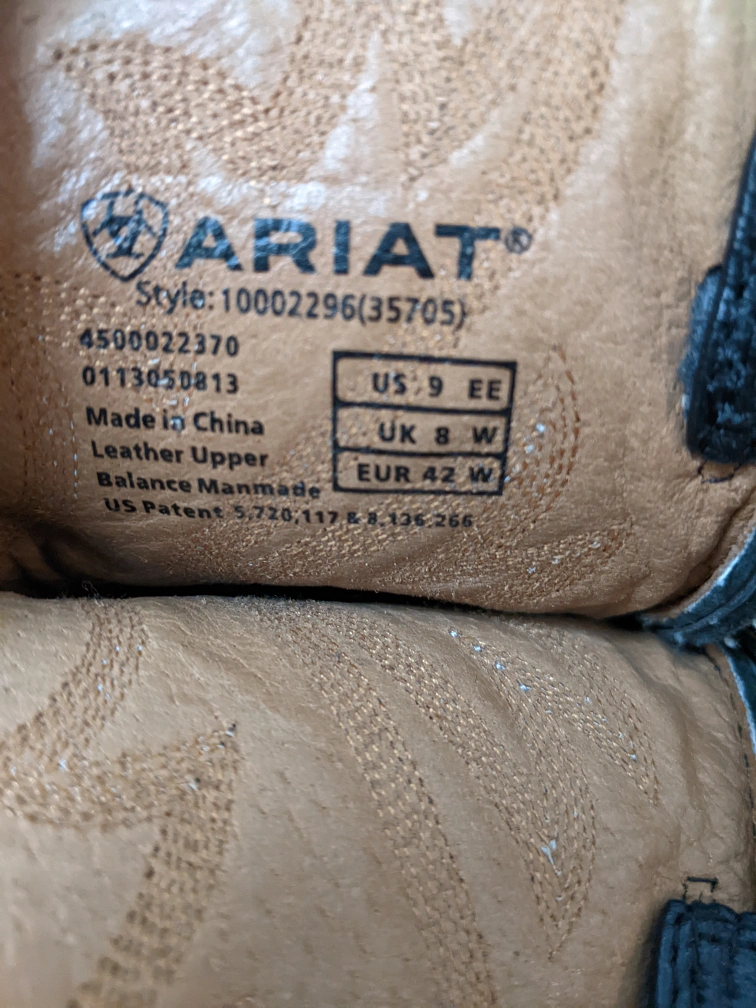 ARIAT®
Style: 10002296(35705)
4500022370
0113050813
Made in China
Leather Upper
Balance Manmade
US Patent 5,720,117 & 8,136,266
US 9 EE
UK 8 W
EUR 42 W